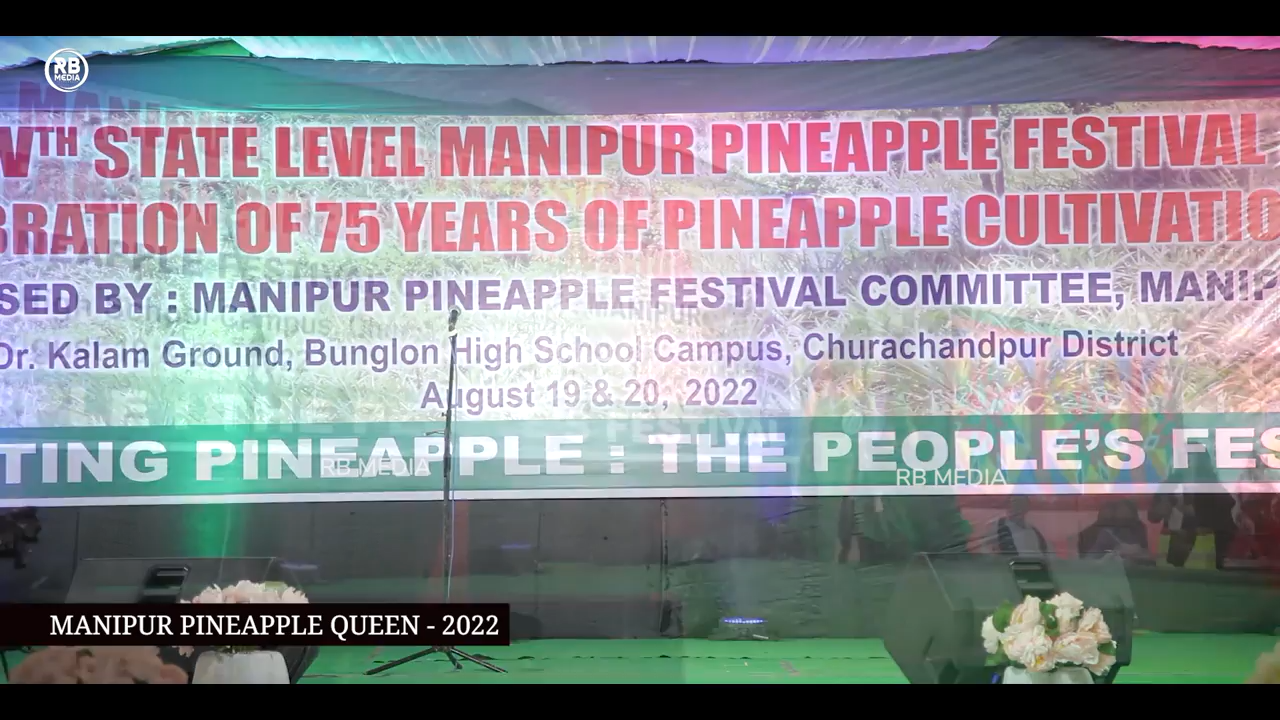 RB
MEDIA
Vᵀᴴ STATE LEVEL MANIPUR PINEAPPLE FESTIVAL
BRATION OF 75 YEARS OF PINEAPPLE CULTIVATIO
SED BY : MANIPUR PINEAPPLE FESTIVAL COMMITTEE, MANIP
Dr. Kalam Ground, Bunglon High School Campus, Churachandpur District
August 19 & 20, 2022
TING PINEAPPLE : THE PEOPLE'S FES
RB MEDIA
RB MEDIA
MANIPUR PINEAPPLE QUEEN - 2022